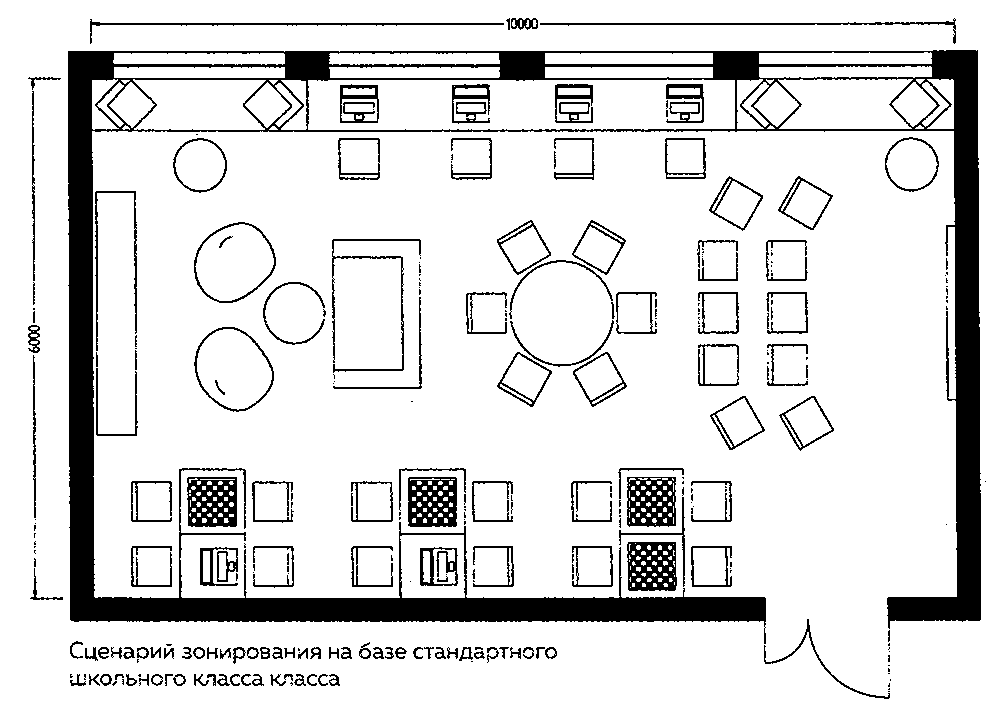 10000
6000
Сценарий зонирования на базе стандартного
школьного класса класса